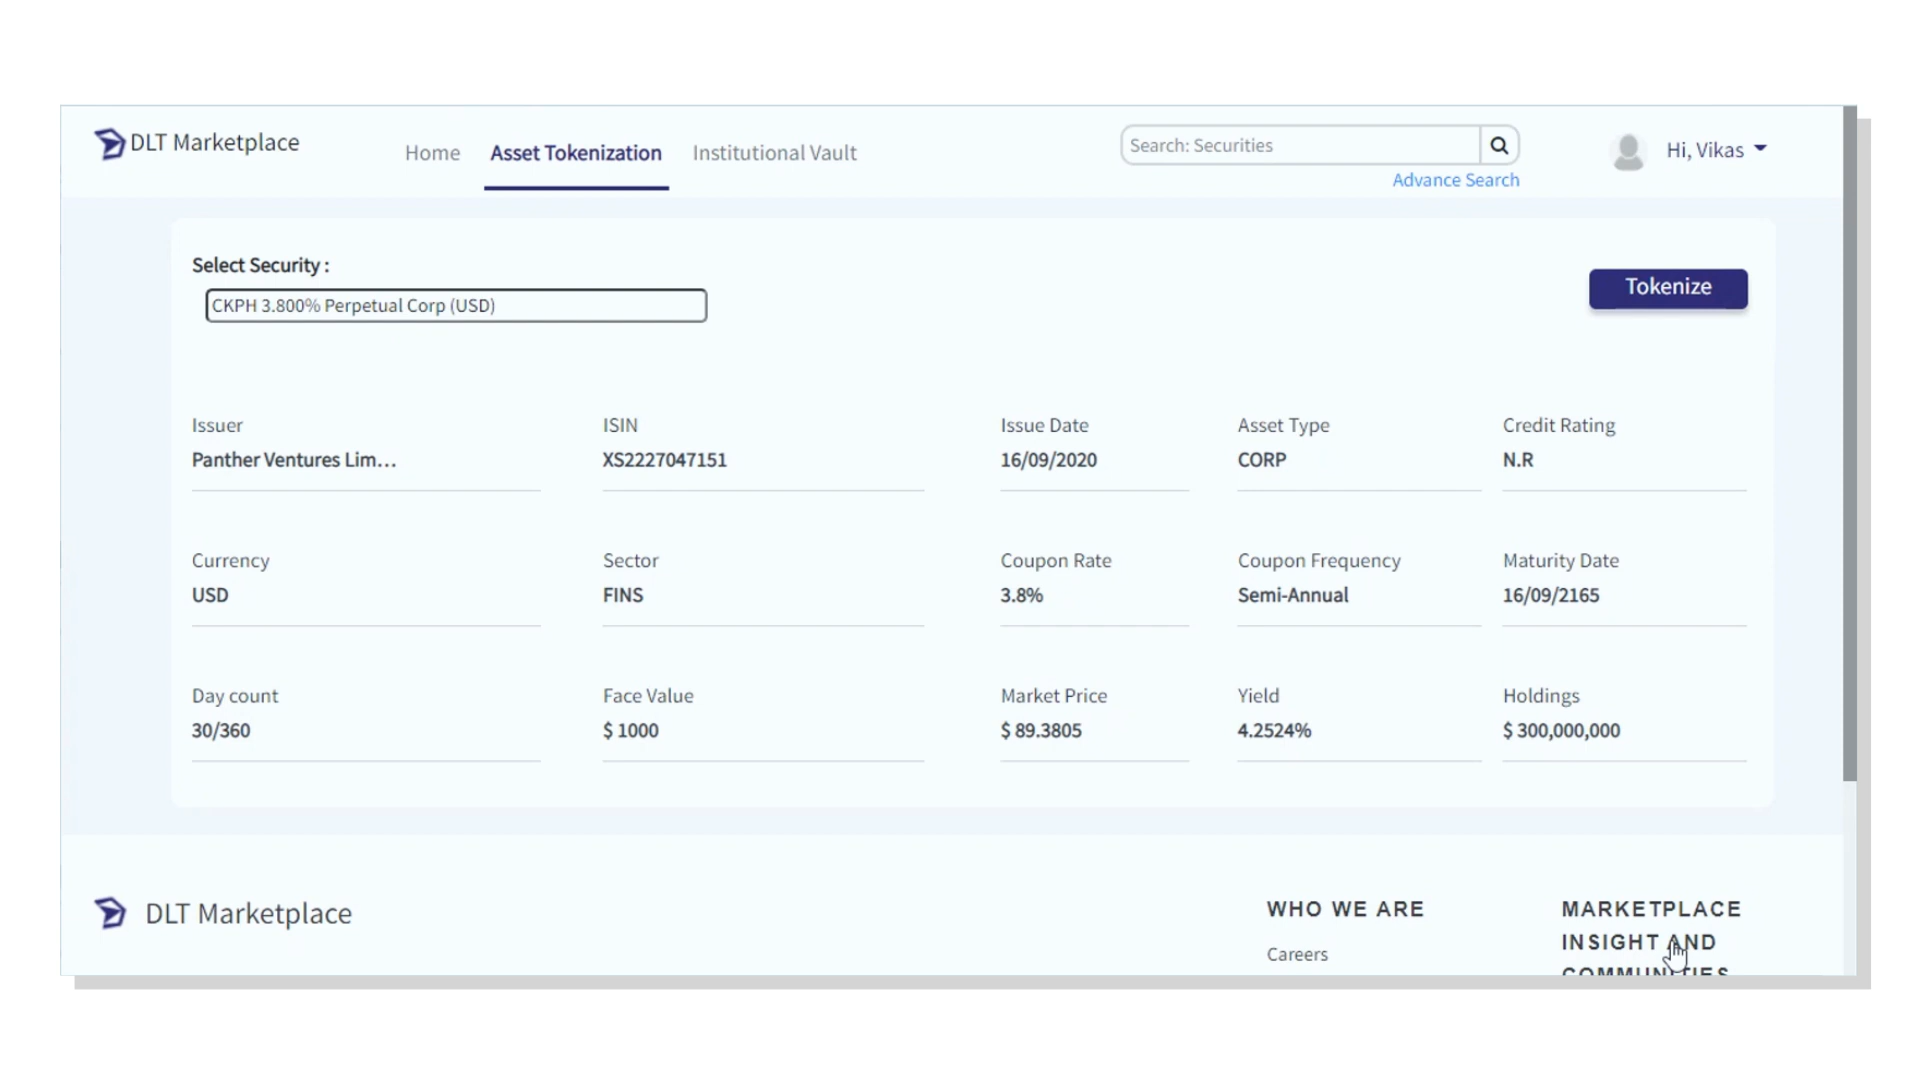 DLT Marketplace
Home Asset Tokenization Institutional Vault
Search: Securities
Hi, Vikas
Advance Search
Select Security :
CKPH 3.800% Perpetual Corp (USD)
Tokenize
Issuer ISIN Issue Date Asset Type Credit Rating
Panther Ventures Lim... XS2227047151 16/09/2020 CORP N.R
Currency Sector Coupon Rate Coupon Frequency Maturity Date
USD FINS 3.8% Semi-Annual 16/09/2165
Day count Face Value Market Price Yield Holdings
30/360 $ 1000 $ 89.3805 4.2524% $ 300,000,000
DLT Marketplace
WHO WE ARE
Careers
MARKETPLACE
INSIGHT AND
COMMUNITIES